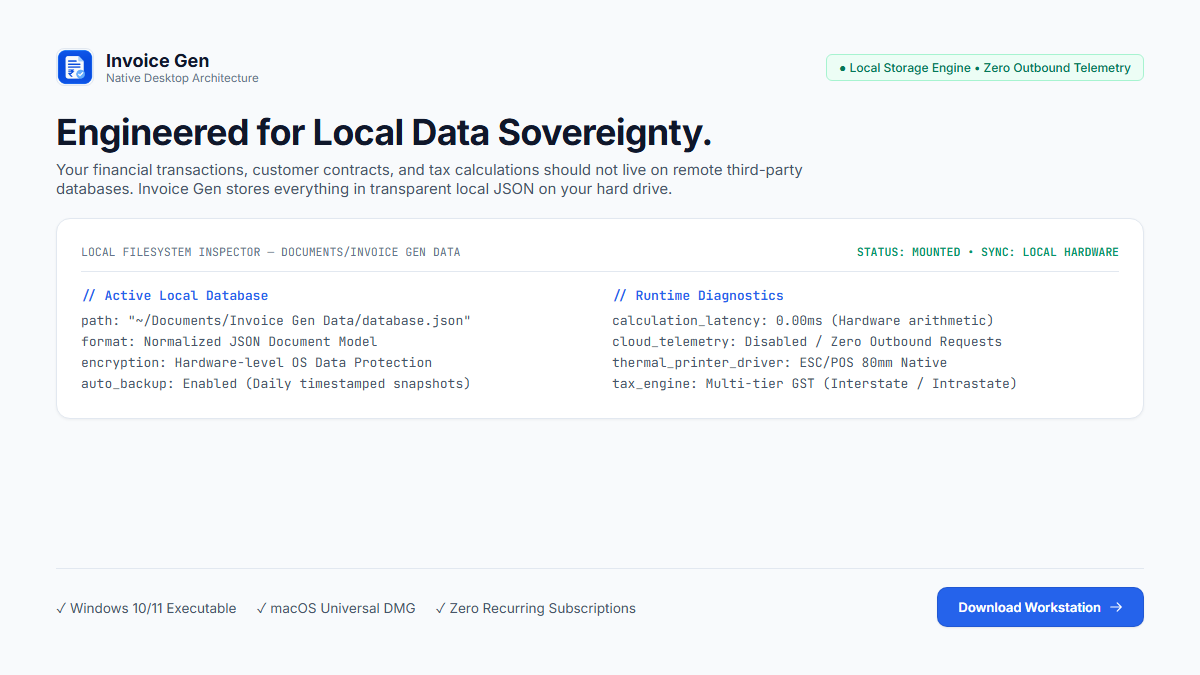 Invoice Gen
Native Desktop Architecture
● Local Storage Engine • Zero Outbound Telemetry
Engineered for Local Data Sovereignty.
Your financial transactions, customer contracts, and tax calculations should not live on remote third-party
databases. Invoice Gen stores everything in transparent local JSON on your hard drive.
LOCAL FILESYSTEM INSPECTOR — DOCUMENTS/INVOICE GEN DATA
STATUS: MOUNTED • SYNC: LOCAL HARDWARE
// Active Local Database
path: "~/Documents/Invoice Gen Data/database.json"
format: Normalized JSON Document Model
encryption: Hardware-level OS Data Protection
auto_backup: Enabled (Daily timestamped snapshots)
// Runtime Diagnostics
calculation_latency: 0.00ms (Hardware arithmetic)
cloud_telemetry: Disabled / Zero Outbound Requests
thermal_printer_driver: ESC/POS 80mm Native
tax_engine: Multi-tier GST (Interstate / Intrastate)
✓ Windows 10/11 Executable
✓ macOS Universal DMG
✓ Zero Recurring Subscriptions
Download Workstation →